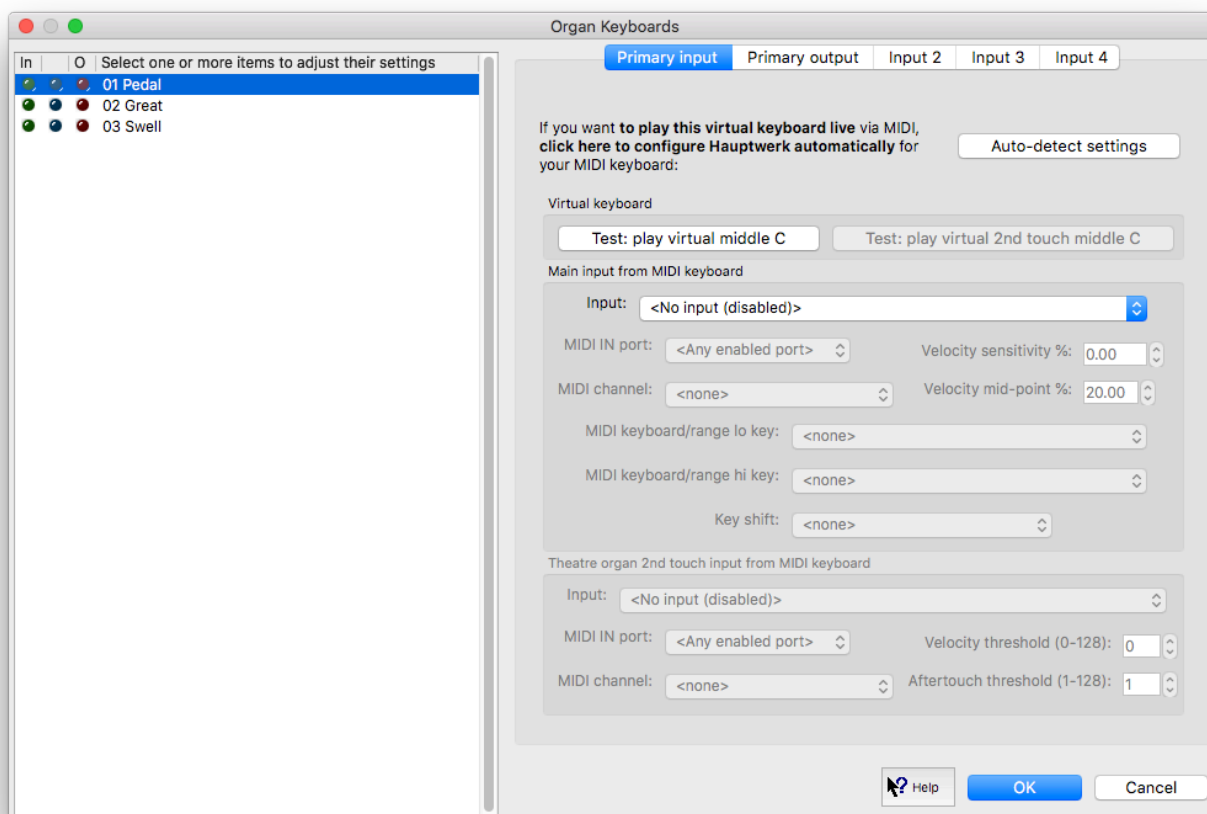 Organ Keyboards
In O Select one or more items to adjust their settings
01 Pedal
02 Great
03 Swell
Primary input Primary output Input 2 Input 3 Input 4
If you want to play this virtual keyboard live via MIDI,
click here to configure Hauptwerk automatically for
your MIDI keyboard:
Auto-detect settings
Virtual keyboard
Test: play virtual middle C Test: play virtual 2nd touch middle C
Main input from MIDI keyboard
Input: <No input (disabled)>
MIDI IN port: <Any enabled port> Velocity sensitivity %: 0.00
MIDI channel: <none> Velocity mid-point %: 20.00
MIDI keyboard/range lo key: <none>
MIDI keyboard/range hi key: <none>
Key shift: <none>
Theatre organ 2nd touch input from MIDI keyboard
Input: <No input (disabled)>
MIDI IN port: <Any enabled port> Velocity threshold (0-128): 0
MIDI channel: <none> Aftertouch threshold (1-128): 1
? Help OK Cancel